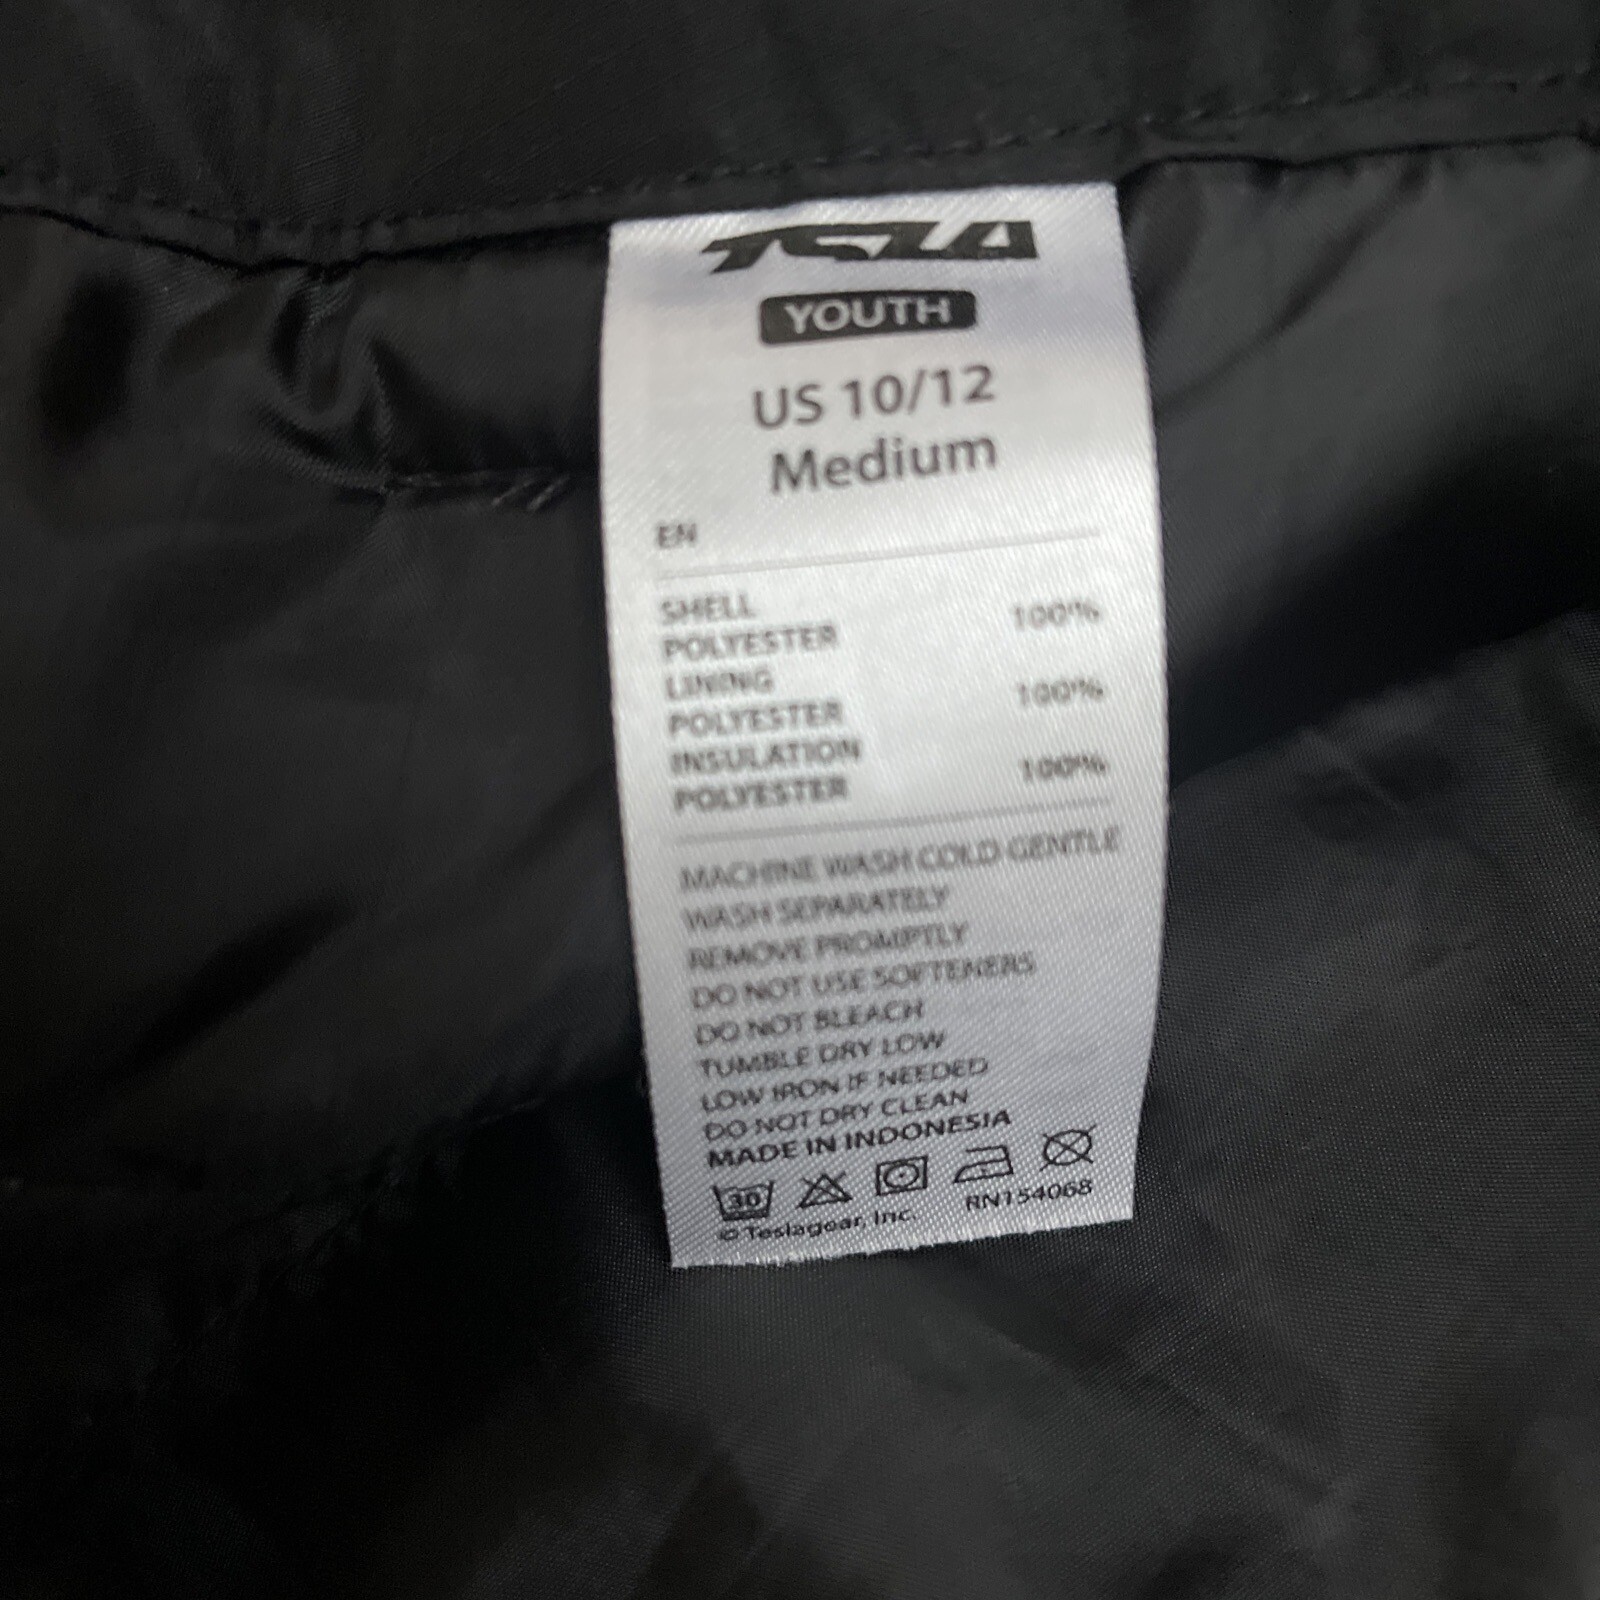 TSLA
YOUTH
US 10/12
Medium
EN
SHELL
POLYESTER 100%
LINING
POLYESTER 100%
INSULATION
POLYESTER 100%
MACHINE WASH COLD GENTLE
WASH SEPARATELY
REMOVE PROMPTLY
DO NOT USE SOFTENERS
DO NOT BLEACH
TUMBLE DRY LOW
LOW IRON IF NEEDED
DO NOT DRY CLEAN
MADE IN INDONESIA
30
© Teslagear, Inc. RN154068